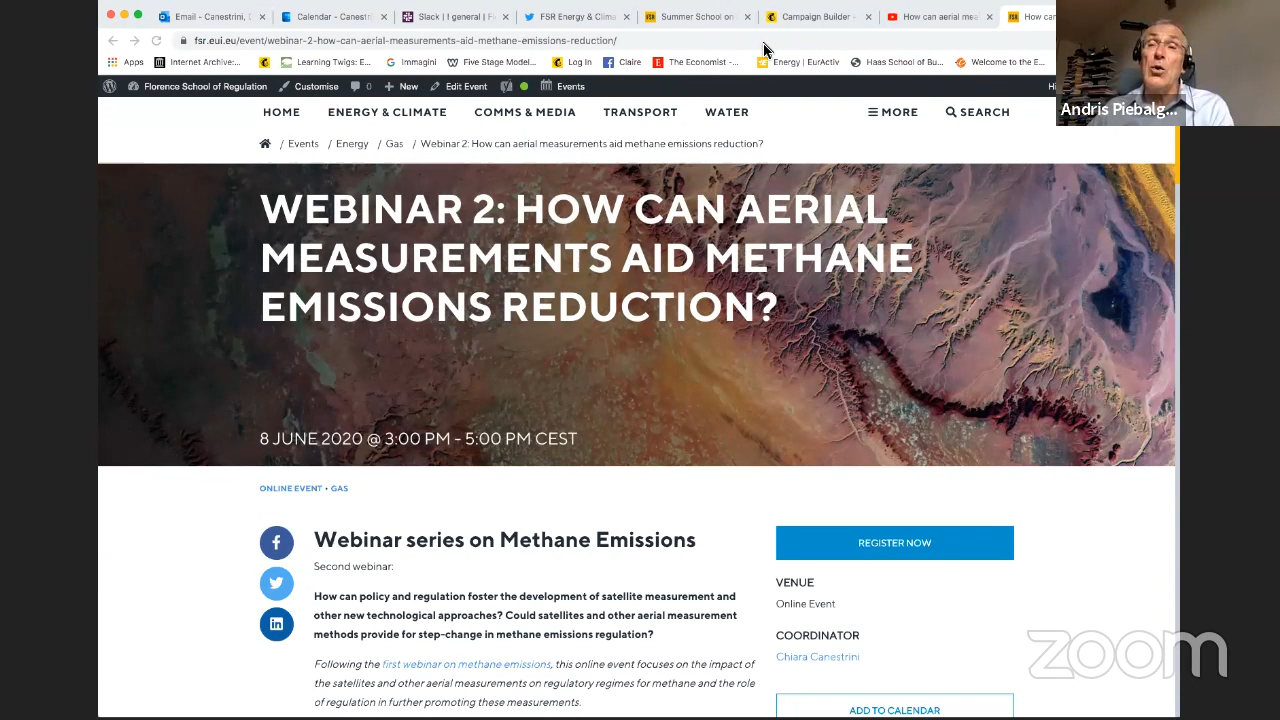 Email - Canestrini, D
Calendar - Canestri
Slack | general | Fl
FSR Energy & Clima
Summer School on
Campaign Builder -
How can aerial mea
How can
fsr.eui.eu/event/webinar-2-how-can-aerial-measurements-aid-methane-emissions-reduction/
Apps
Internet Archive:...
Learning Twigs: E...
Immagini
Five Stage Model...
Log In
Claire
The Economist -...
Energy | EurActiv
Haas School of Bu...
Welcome to the E...
Florence School of Regulation
Customise
0
New
Edit Event
Events
Hi
Andris Piebalg...
HOME
ENERGY & CLIMATE
COMMS & MEDIA
TRANSPORT
WATER
MORE
SEARCH
/ Events / Energy / Gas / Webinar 2: How can aerial measurements aid methane emissions reduction?
WEBINAR 2: HOW CAN AERIAL
MEASUREMENTS AID METHANE
EMISSIONS REDUCTION?
8 JUNE 2020 @ 3:00 PM - 5:00 PM CEST
ONLINE EVENT • GAS
Webinar series on Methane Emissions
Second webinar:
How can policy and regulation foster the development of satellite measurement and
other new technological approaches? Could satellites and other aerial measurement
methods provide for step-change in methane emissions regulation?
Following the first webinar on methane emissions, this online event focuses on the impact of
the satellites and other aerial measurements on regulatory regimes for methane and the role
of regulation in further promoting these measurements.
REGISTER NOW
VENUE
Online Event
COORDINATOR
Chiara Canestrini
ADD TO CALENDAR
zoom